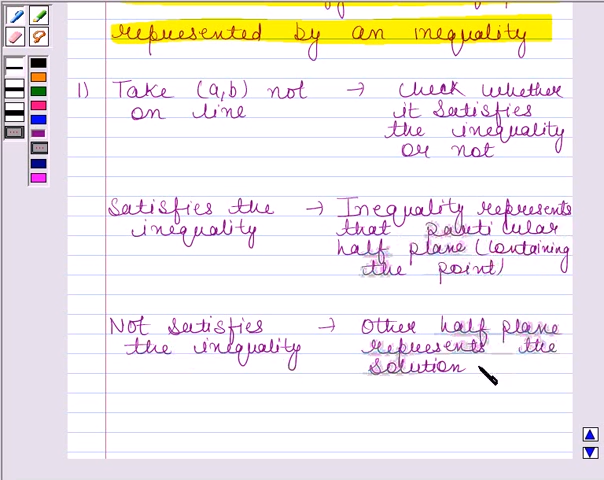 represented by an inequality
1) Take (a,b) not → Check whether
on line it satisfies
the inequality
or not
Satisfies the → Inequality represents
inequality that particular
half plane (containing
the point)
Not satisfies → Other half plane
the inequality represents the
solution